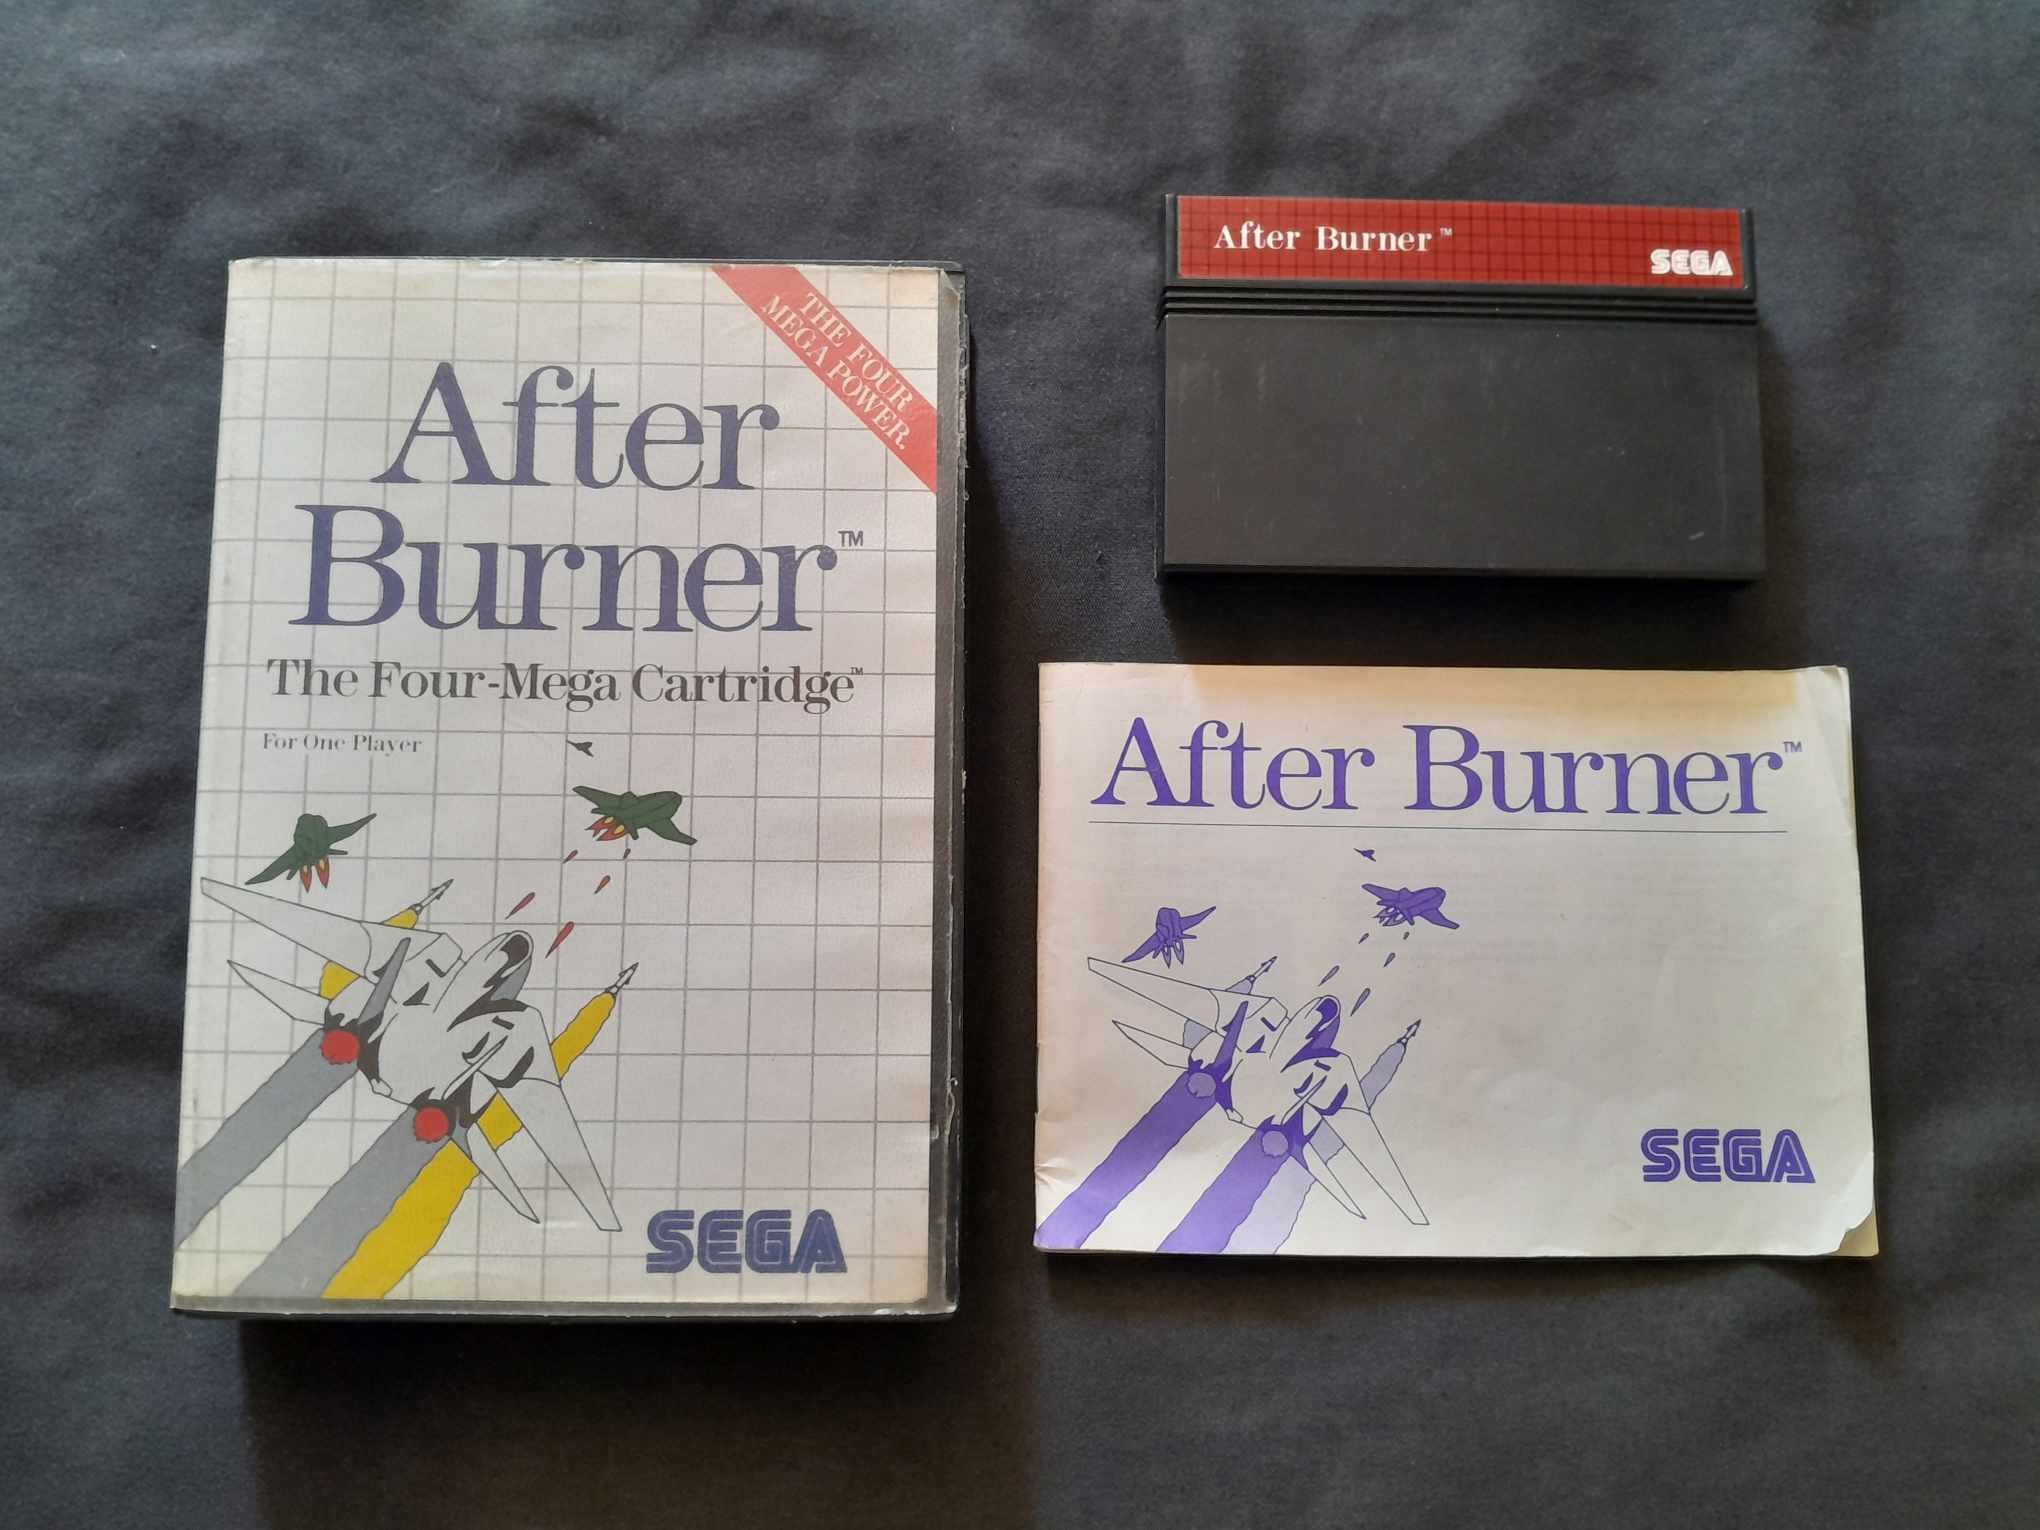 THE FOUR
MEGA POWER.
After
Burner™
The Four-Mega Cartridge™
For One Player
SEGA
After Burner™
SEGA
After Burner™
SEGA